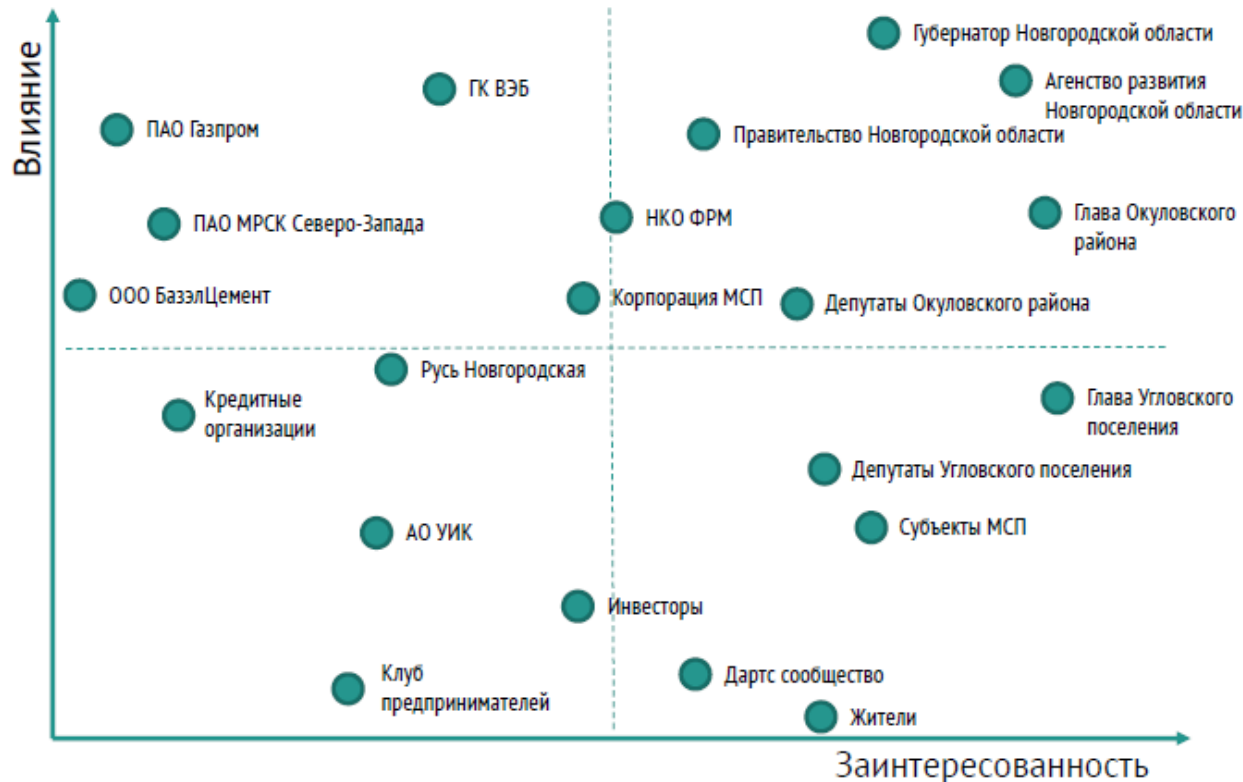 Влияние
Губернатор Новгородской области
ГК ВЭБ
Агенство развития
Новгородской области
ПАО Газпром
Правительство Новгородской области
ПАО МРСК Северо-Запада
НКО ФРМ
Глава Окуловского
района
ООО БазэлЦемент
Корпорация МСП
Депутаты Окуловского района
Русь Новгородская
Кредитные
организации
Глава Угловского
поселения
Депутаты Угловского поселения
АО УИК
Субъекты МСП
Инвесторы
Клуб
предпринимателей
Дартс сообщество
Жители
Заинтересованность